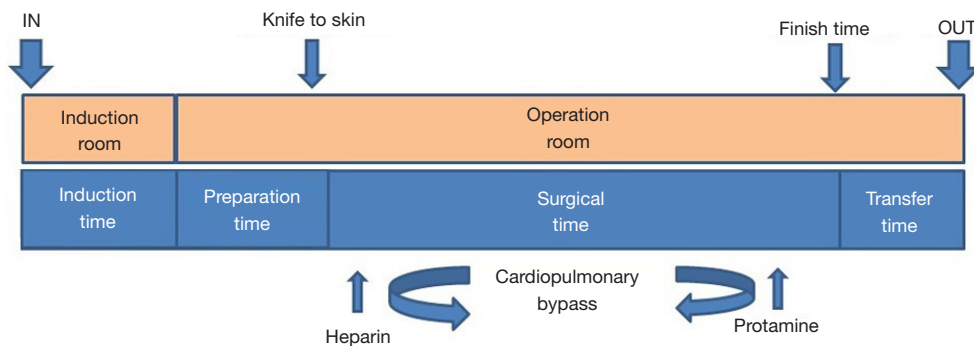 IN
Knife to skin
Finish time
OUT
Induction
room
Operation
room
Induction
time
Preparation
time
Surgical
time
Transfer
time
Heparin
Cardiopulmonary
bypass
Protamine